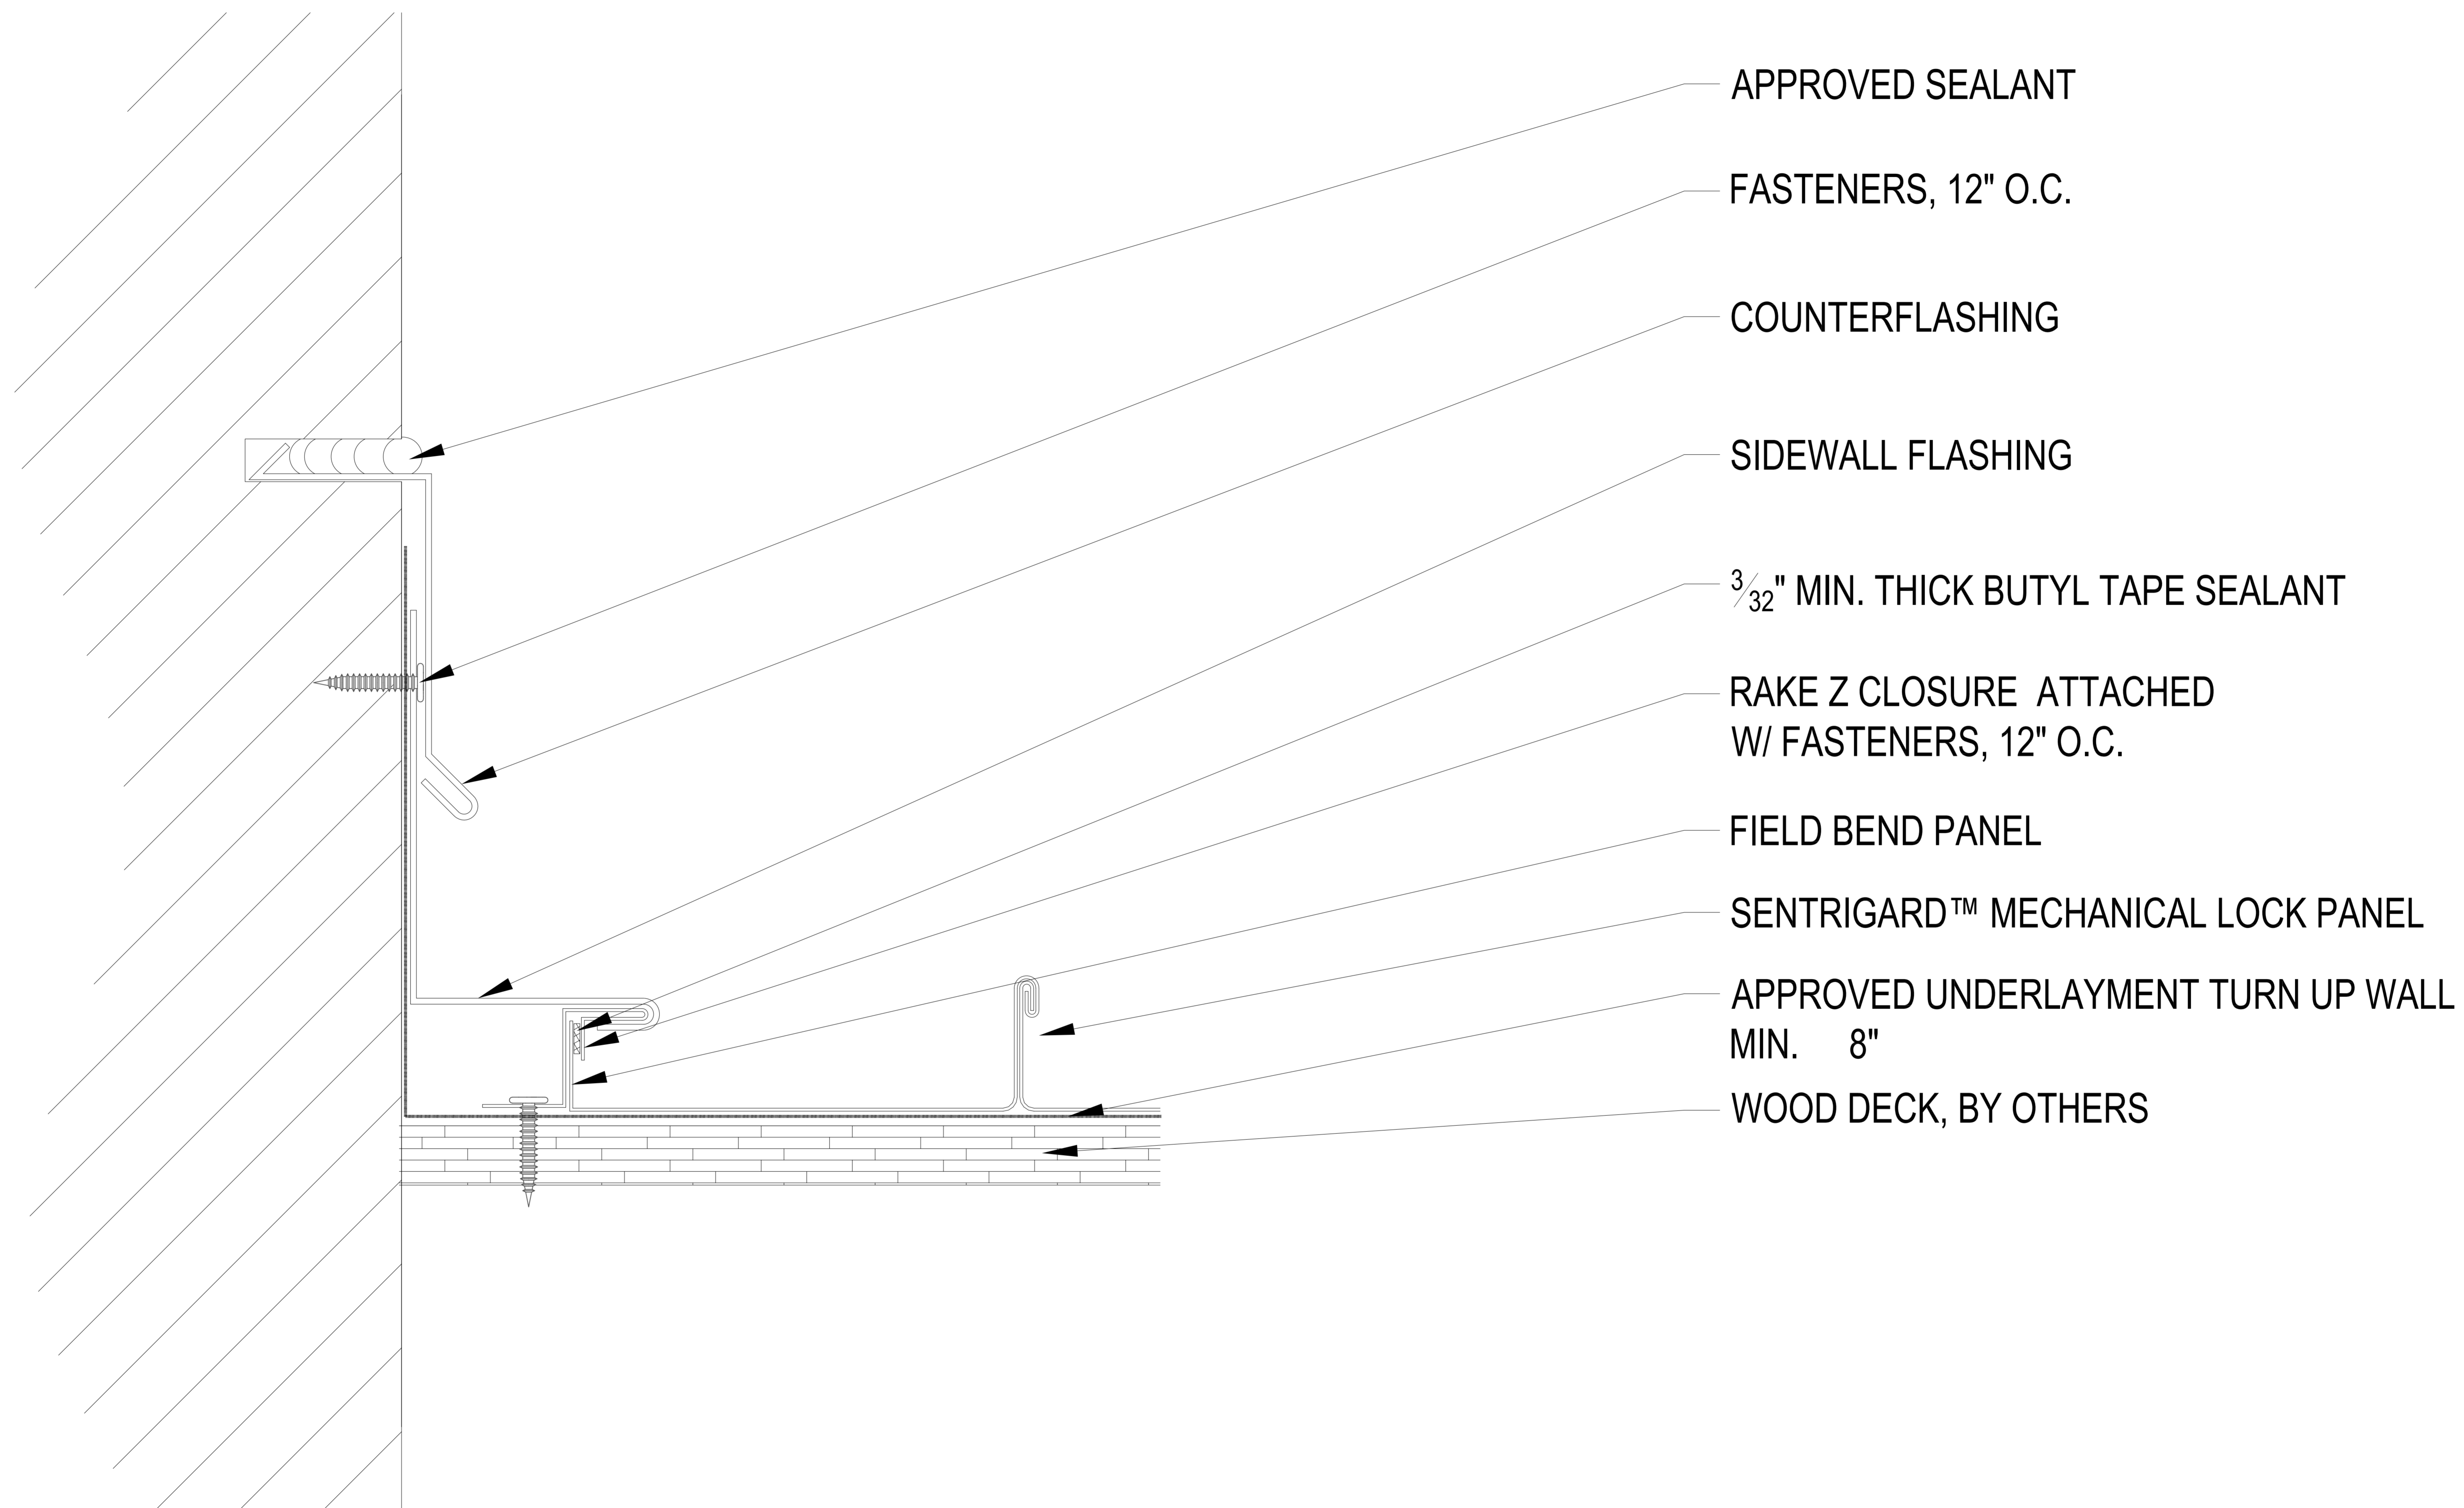 APPROVED SEALANT
FASTENERS, 12" O.C.
COUNTERFLASHING
SIDEWALL FLASHING
3/32" MIN. THICK BUTYL TAPE SEALANT
RAKE Z CLOSURE ATTACHED
W/ FASTENERS, 12" O.C.
FIELD BEND PANEL
SENTRIGARD™ MECHANICAL LOCK PANEL
APPROVED UNDERLAYMENT TURN UP WALL
MIN. 8"
WOOD DECK, BY OTHERS